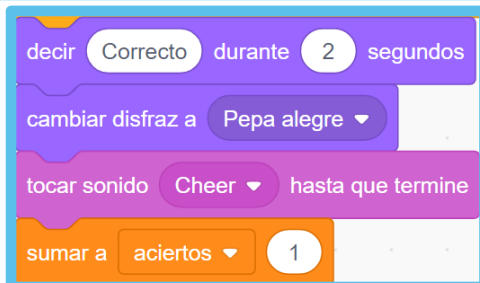 decir Correcto durante 2 segundos
cambiar disfraz a Pepa alegre
tocar sonido Cheer hasta que termine
sumar a aciertos 1